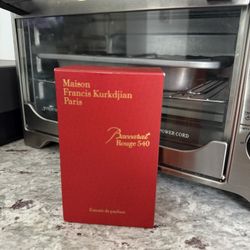 Maison
Francis Kurkdjian
Paris
Baccarat
Rouge 540
Extrait de parfum
POWER CORD